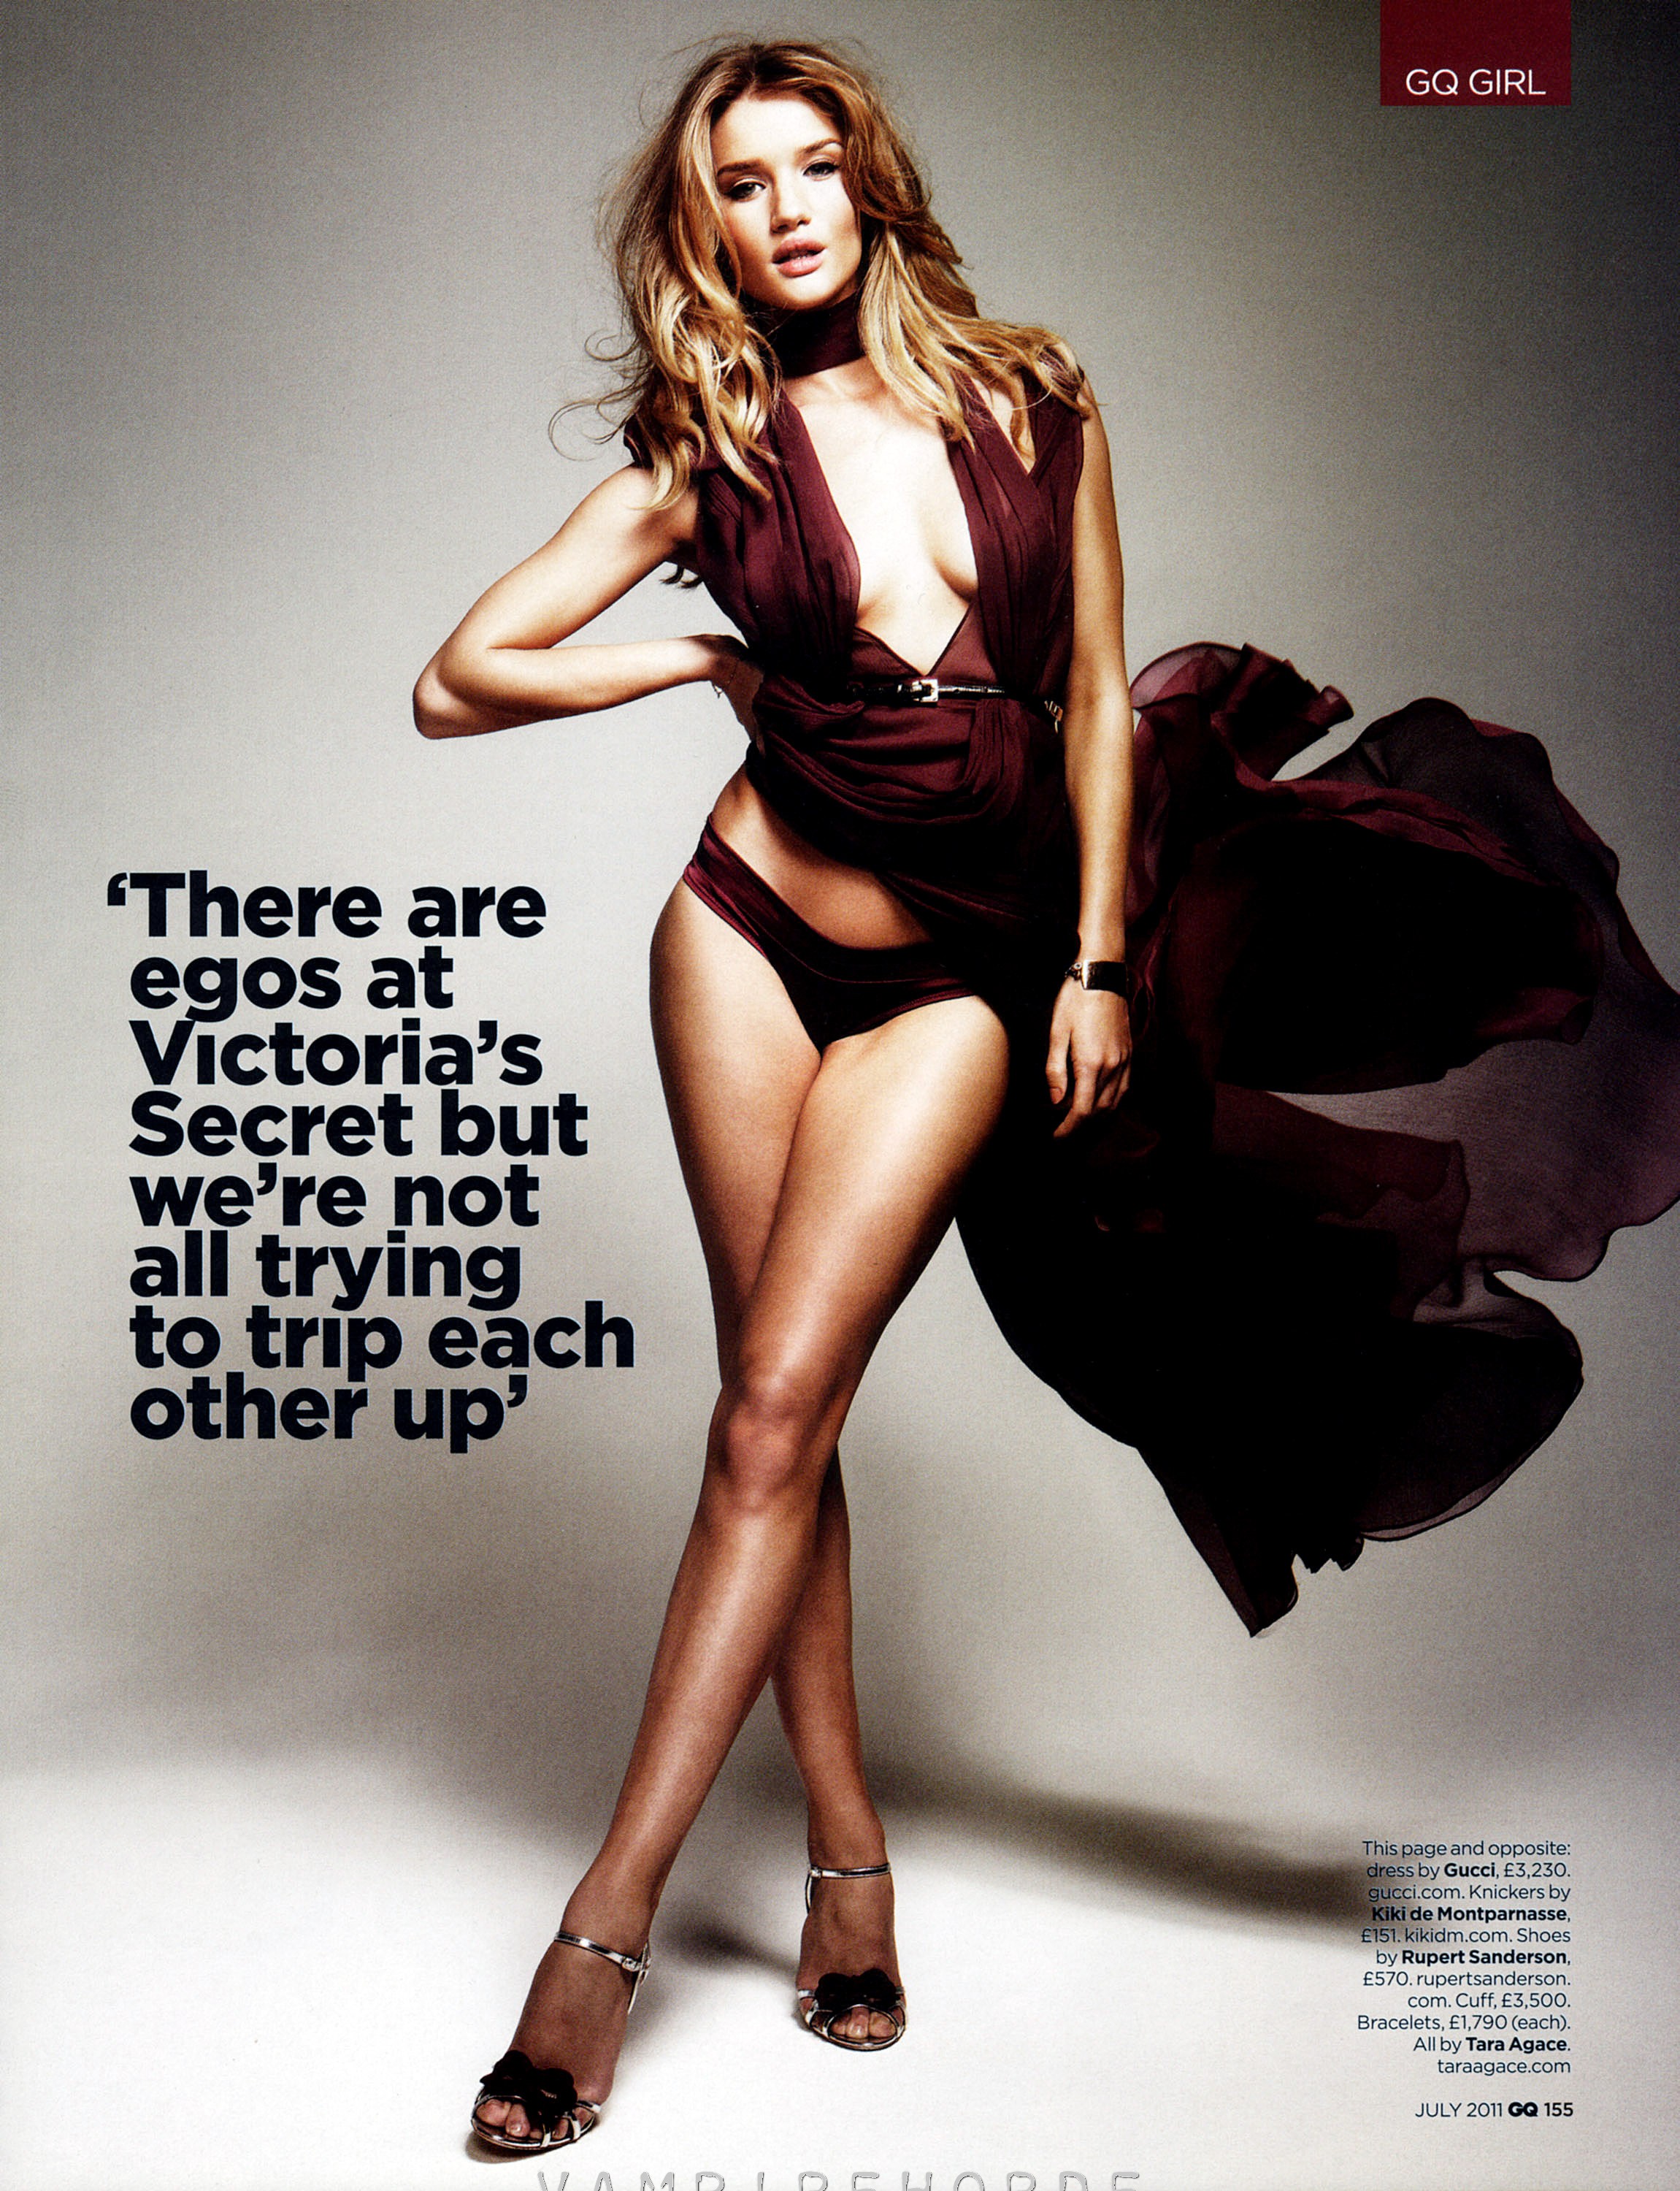 GQ GIRL
‘There are
egos at
Victoria’s
Secret but
we’re not
all trying
to trip each
other up’
This page and opposite:
dress by Gucci, £3,230.
gucci.com. Knickers by
Kiki de Montparnasse,
£151. kikidm.com. Shoes
by Rupert Sanderson,
£570. rupertsanderson.
com. Cuff, £3,500.
Bracelets, £1,790 (each).
All by Tara Agace.
taraagace.com
JULY 2011 GQ 155
VAMPIREHORDE